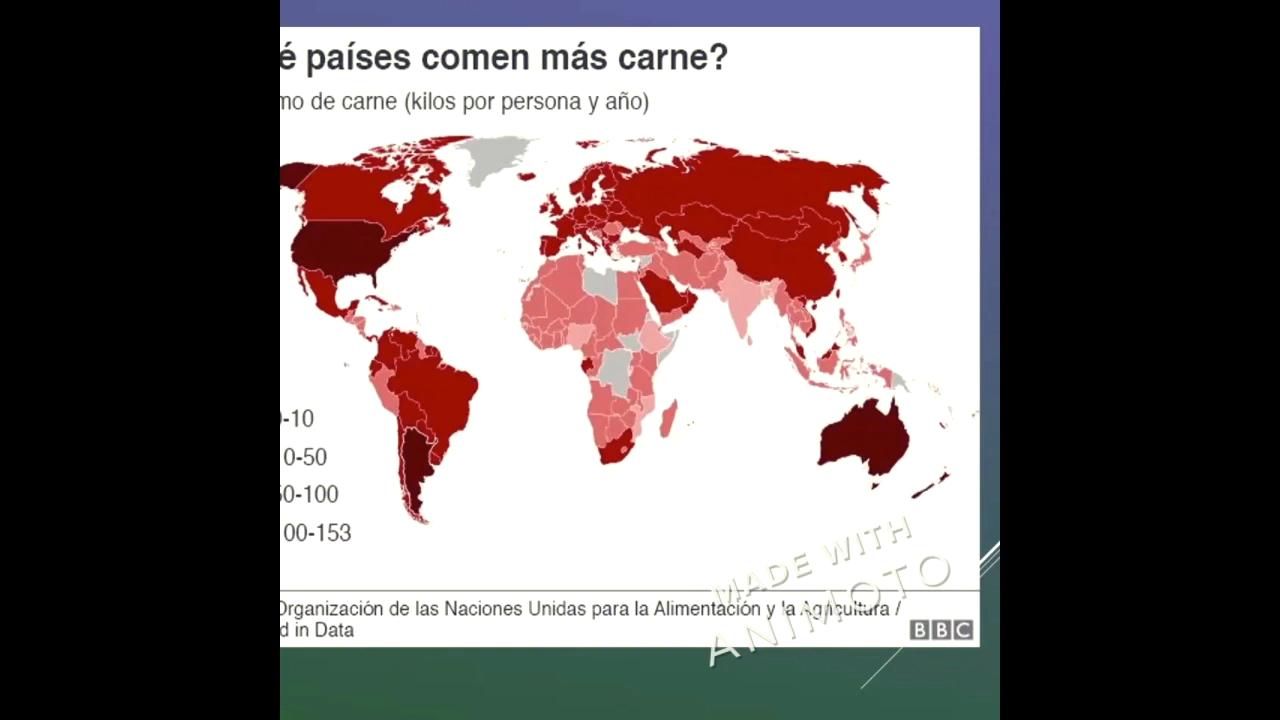 é países comen más carne?
mo de carne (kilos por persona y año)
0-10
0-50
50-100
00-153
MADE WITH
ANIMOTO
Organización de las Naciones Unidas para la Alimentación y la Agricultura /
d in Data
BBC